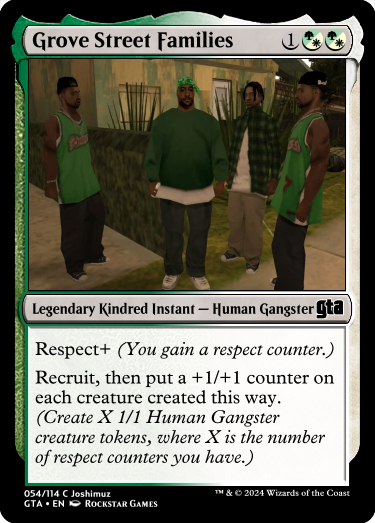 Grove Street Families 1
Legendary Kindred Instant — Human Gangster gta
Respect+ (You gain a respect counter.)
Recruit, then put a +1/+1 counter on
each creature created this way.
(Create X 1/1 Human Gangster
creature tokens, where X is the number
of respect counters you have.)
054/114 C Joshimuz
GTA • EN Rockstar Games
™ & © 2024 Wizards of the Coast